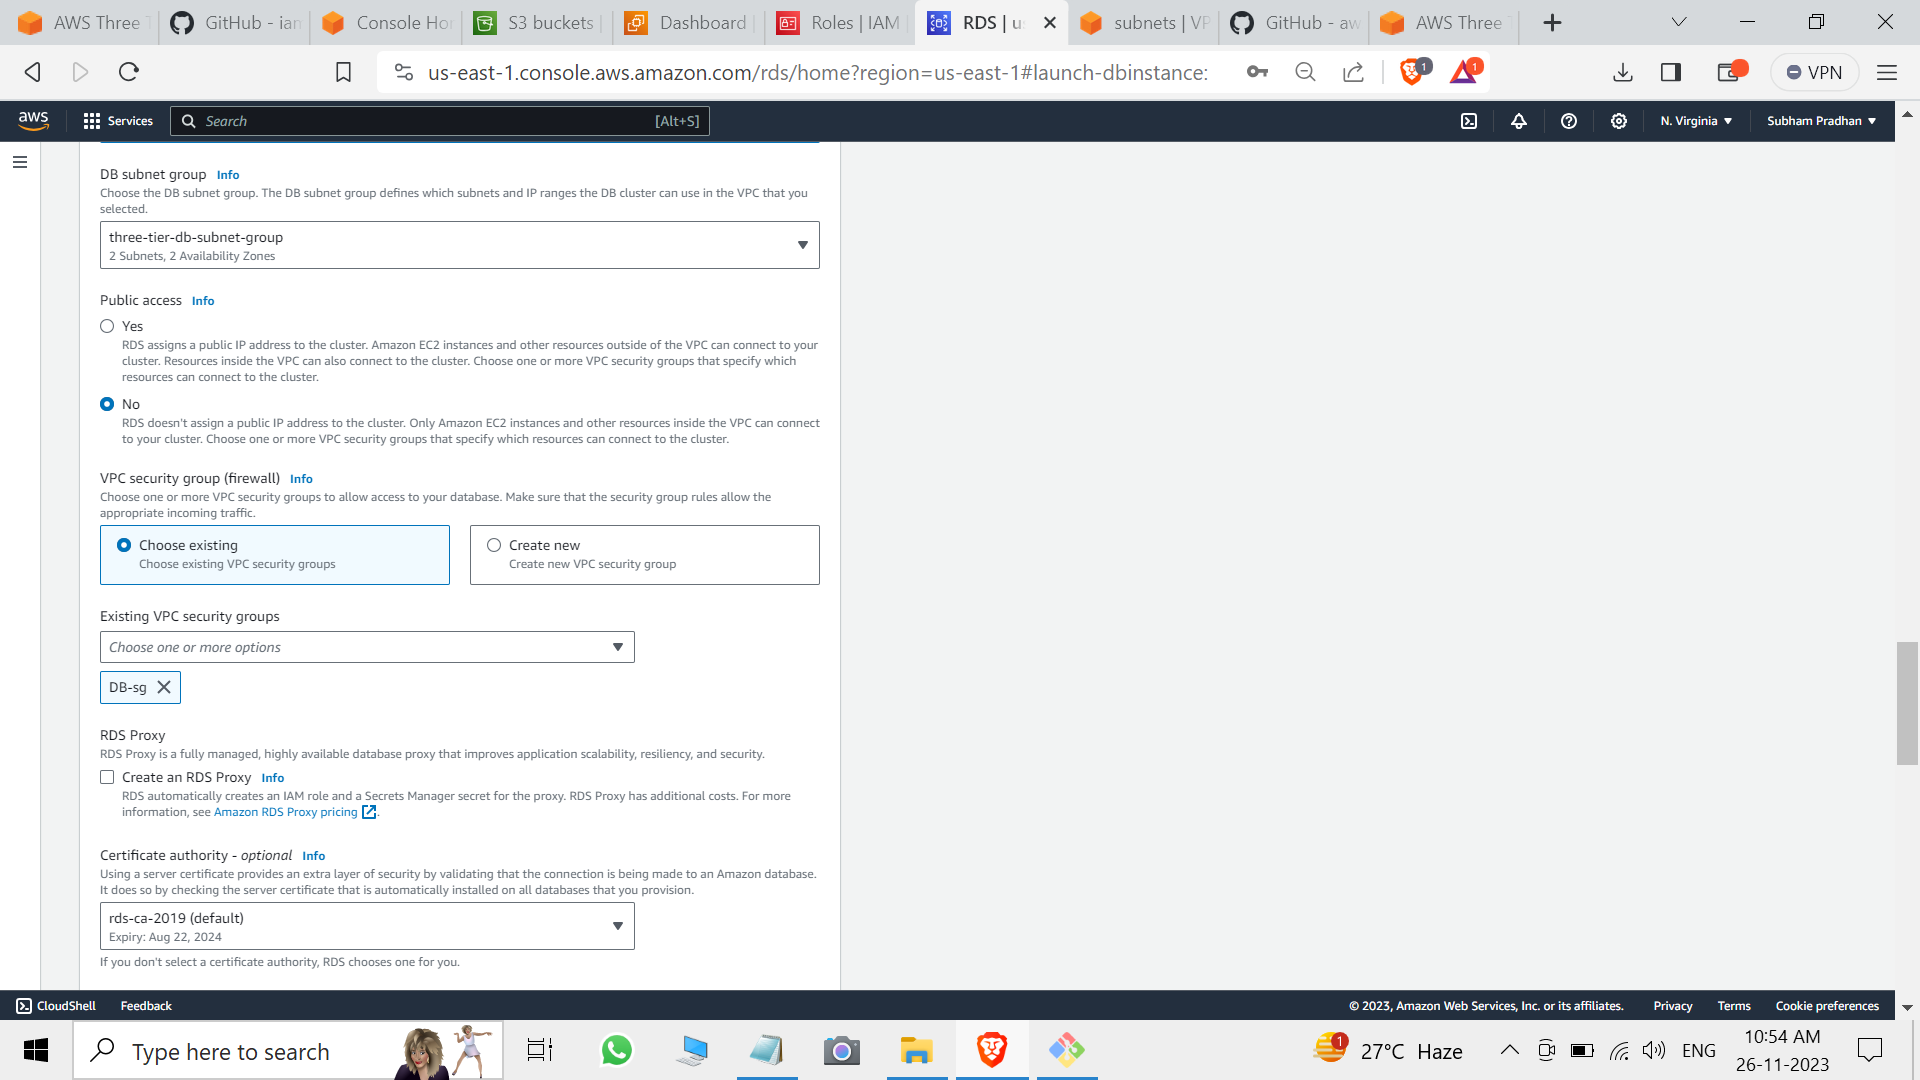 AWS Three T
GitHub - iam
Console Hom
S3 buckets |
Dashboard |
Roles | IAM
RDS | us
subnets | VP
GitHub - aw
AWS Three T
us-east-1.console.aws.amazon.com/rds/home?region=us-east-1#launch-dbinstance:
1
1
VPN
aws
Services
Search
[Alt+S]
N. Virginia
Subham Pradhan
DB subnet group Info
Choose the DB subnet group. The DB subnet group defines which subnets and IP ranges the DB cluster can use in the VPC that you
selected.
three-tier-db-subnet-group
2 Subnets, 2 Availability Zones
Public access Info
Yes
RDS assigns a public IP address to the cluster. Amazon EC2 instances and other resources outside of the VPC can connect to your
cluster. Resources inside the VPC can also connect to the cluster. Choose one or more VPC security groups that specify which
resources can connect to the cluster.
No
RDS doesn't assign a public IP address to the cluster. Only Amazon EC2 instances and other resources inside the VPC can connect
to your cluster. Choose one or more VPC security groups that specify which resources can connect to the cluster.
VPC security group (firewall) Info
Choose one or more VPC security groups to allow access to your database. Make sure that the security group rules allow the
appropriate incoming traffic.
Choose existing
Choose existing VPC security groups
Create new
Create new VPC security group
Existing VPC security groups
Choose one or more options
DB-sg
RDS Proxy
RDS Proxy is a fully managed, highly available database proxy that improves application scalability, resiliency, and security.
Create an RDS Proxy Info
RDS automatically creates an IAM role and a Secrets Manager secret for the proxy. RDS Proxy has additional costs. For more
information, see Amazon RDS Proxy pricing.
Certificate authority - optional Info
Using a server certificate provides an extra layer of security by validating that the connection is being made to an Amazon database.
It does so by checking the server certificate that is automatically installed on all databases that you provision.
rds-ca-2019 (default)
Expiry: Aug 22, 2024
If you don't select a certificate authority, RDS chooses one for you.
CloudShell
Feedback
© 2023, Amazon Web Services, Inc. or its affiliates.
Privacy
Terms
Cookie preferences
Type here to search
1
27°C Haze
ENG
10:54 AM
26-11-2023